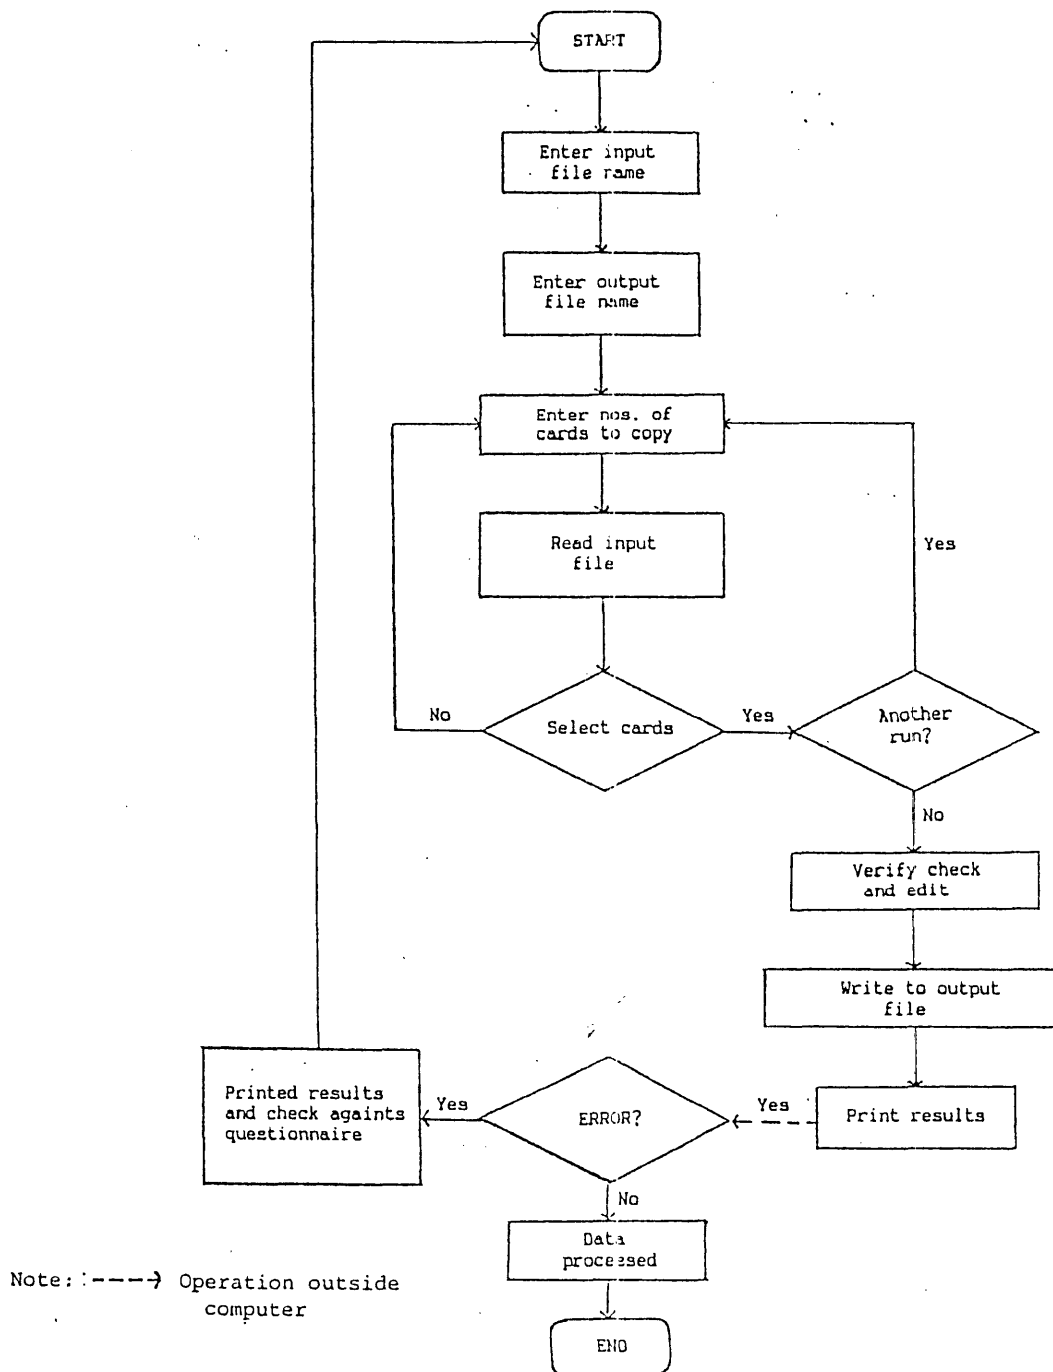 START
Enter input
file name
Enter output
file name
Enter nos. of
cards to copy
Read input
file
Yes
No
Select cards
Yes
Another
run?
No
Verify check
and edit
Write to output
file
Printed results
and check againts
questionnaire
Yes
ERROR?
Yes
Print results
No
Data
processed
Note: ----> Operation outside
computer
END